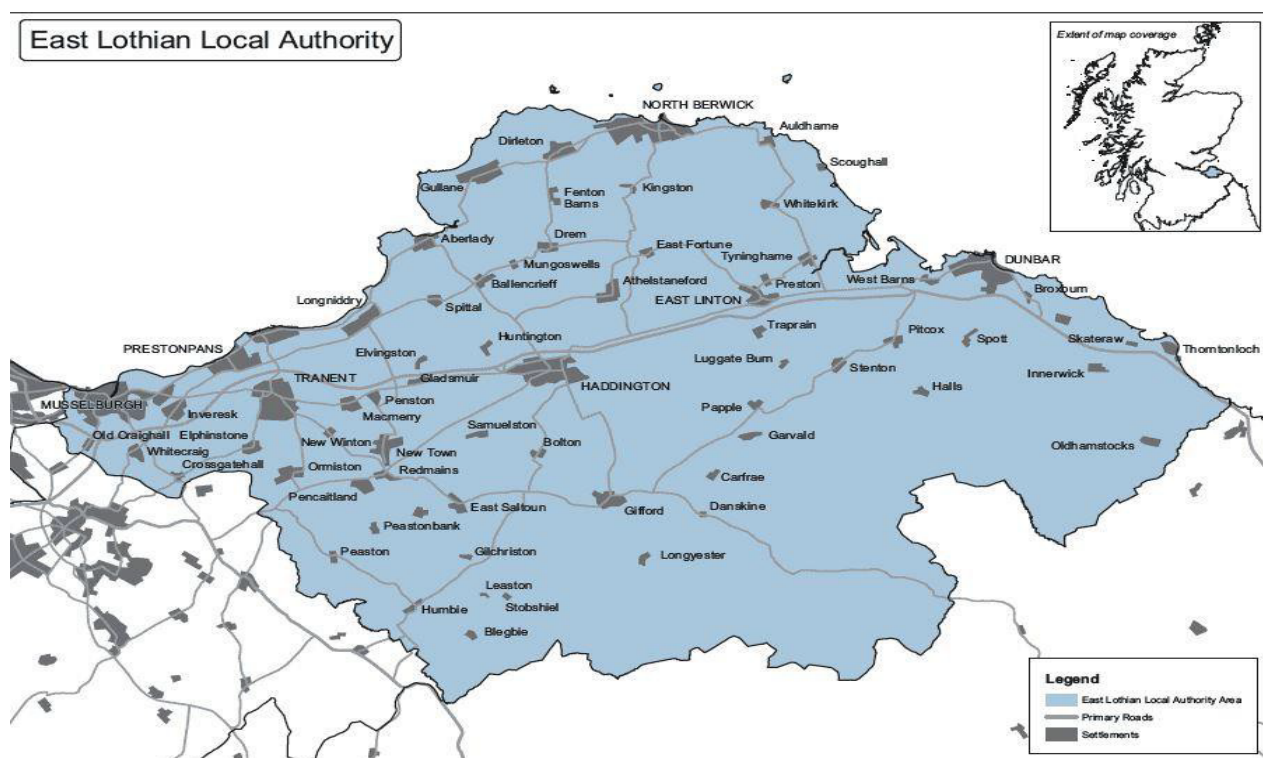 East Lothian Local Authority
Extent of map coverage
NORTH BERWICK
Auldhame
Dirleton
Scoughall
Gullane
Fenton
Barns
Kingston
Whitekirk
Aberlady
Drem
East Fortune
Tyninghame
Mungoswells
DUNBAR
Ballencrieff
Athelstaneford
Preston
West Barns
Longniddry
Spittal
EAST LINTON
Broxburn
Traprain
Huntington
Pitcox
Spott
Skateraw
PRESTONPANS
Elvingston
Thorntonloch
Luggate Burn
Stenton
Innerwick
TRANENT
Gladsmuir
HADDINGTON
Halls
MUSSELBURGH
Penston
Inveresk
Macmerry
Papple
Samuelston
Old Craighall
Elphinstone
New Winton
Bolton
Garvald
Oldhamstocks
Whitecraig
New Town
Crossgatehall
Ormiston
Redmains
Carfrae
Pencaitland
East Saltoun
Gifford
Danskine
Peastonbank
Peaston
Gilchriston
Longyester
Leaston
Humbie
Stobshiel
Blegbie
Legend
East Lothian Local Authority Area
Primary Roads
Settlements